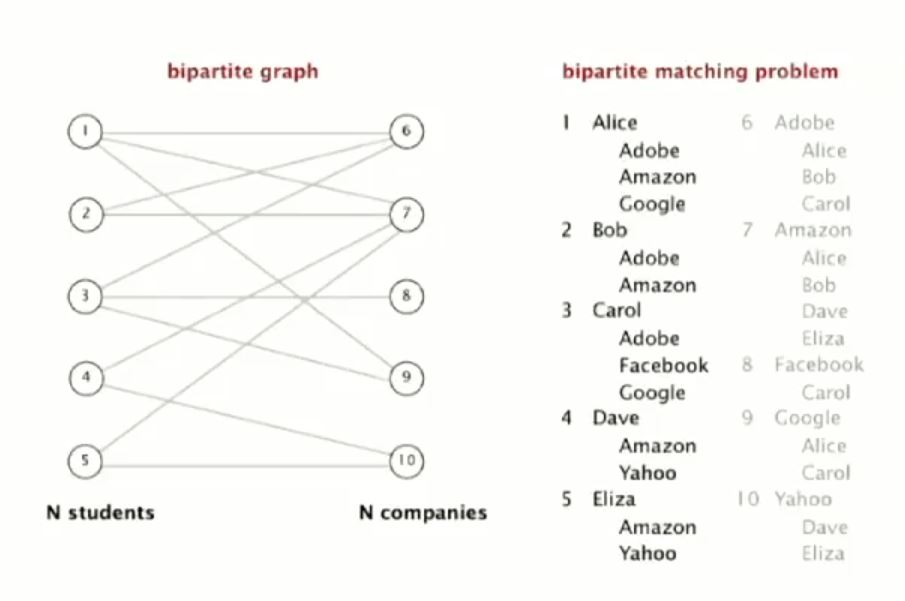 bipartite graph
1
2
3
4
5
6
7
8
9
10
N students
N companies
bipartite matching problem
1 Alice
Adobe
Amazon
Google
2 Bob
Adobe
Amazon
3 Carol
Adobe
Facebook
Google
4 Dave
Amazon
Yahoo
5 Eliza
Amazon
Yahoo
6 Adobe
Alice
Bob
Carol
7 Amazon
Alice
Bob
Dave
Eliza
8 Facebook
Carol
9 Google
Alice
Carol
10 Yahoo
Dave
Eliza